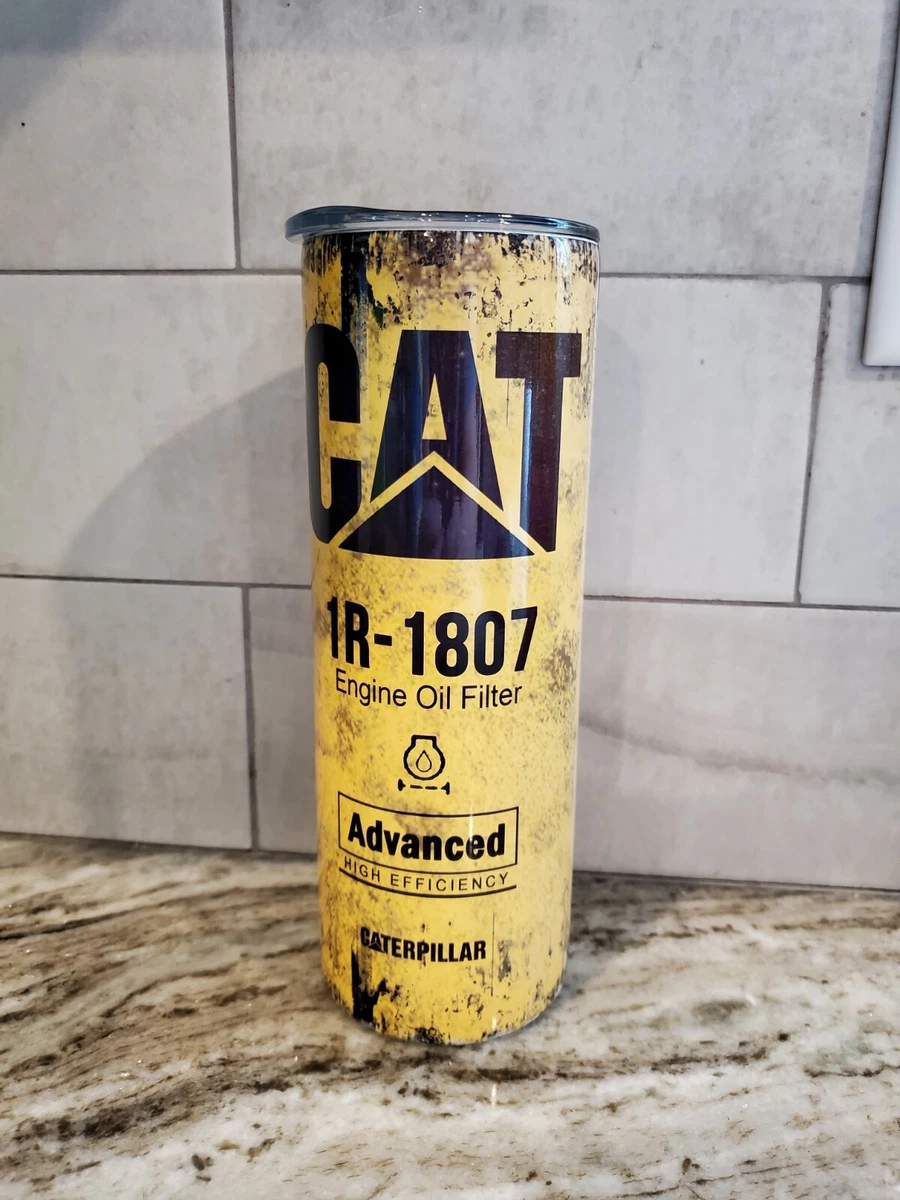 CAT
1R-1807
Engine Oil Filter
Advanced
HIGH EFFICIENCY
CATERPILLAR